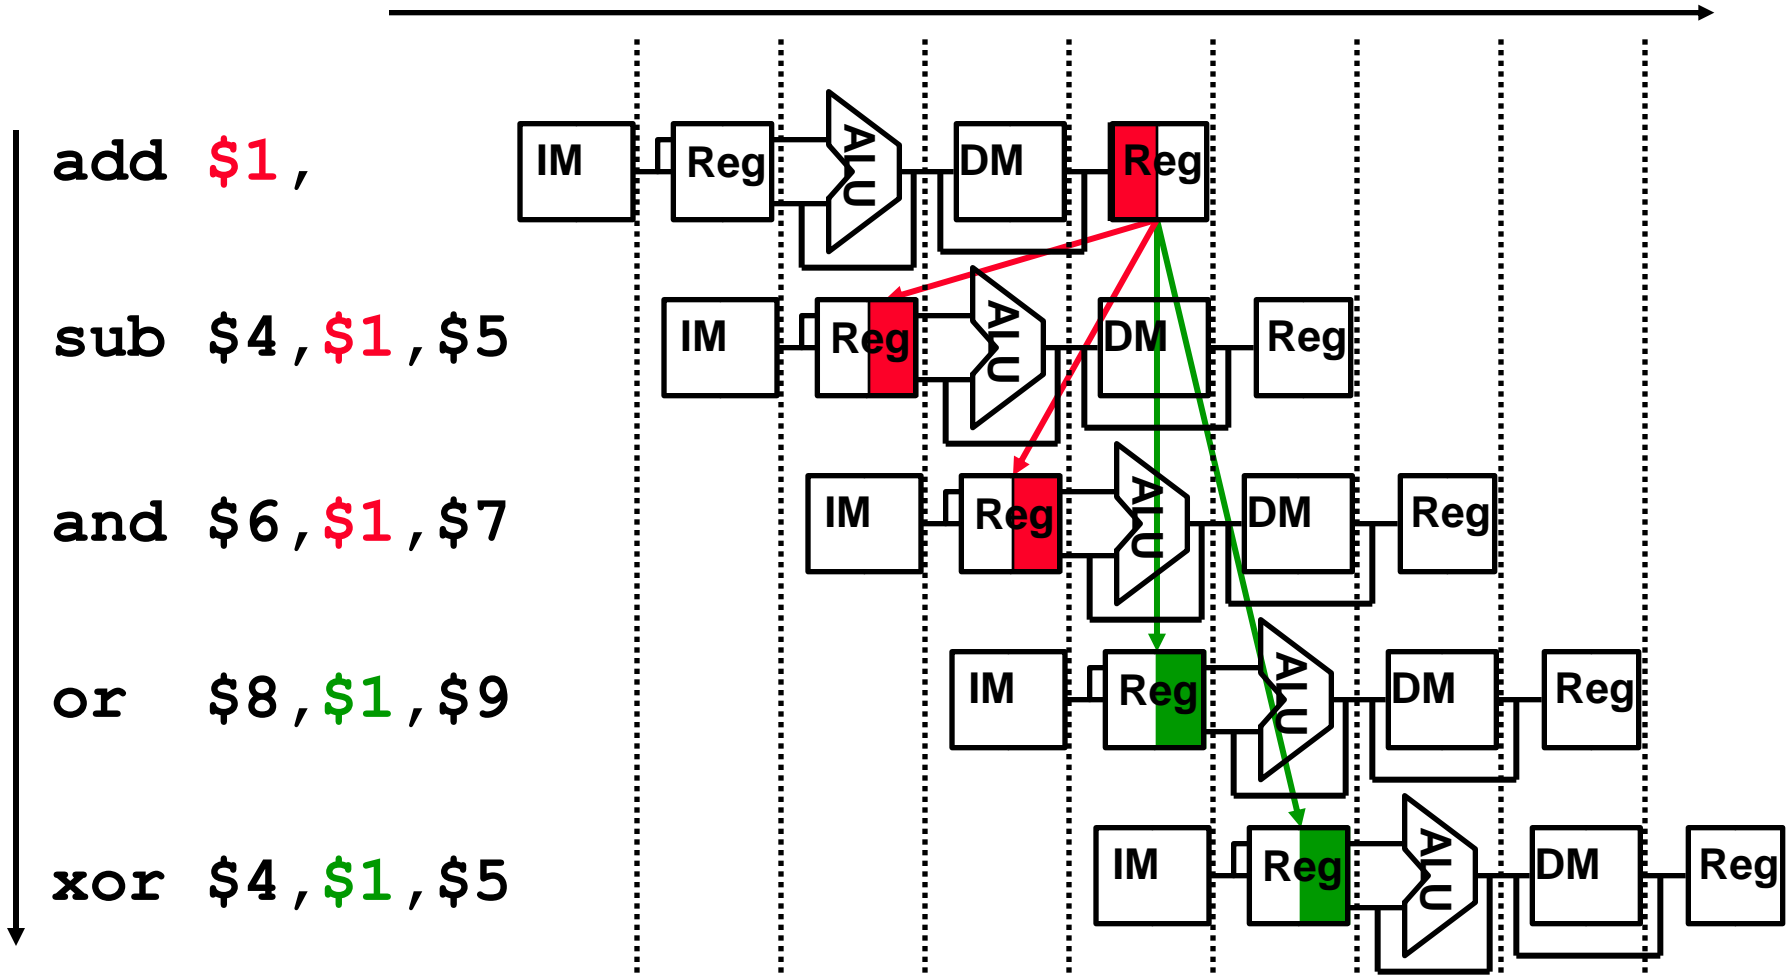 add $1, IM Reg ALU DM Reg
sub $4,$1,$5 IM Reg ALU DM Reg
and $6,$1,$7 IM Reg ALU DM Reg
or $8,$1,$9 IM Reg ALU DM Reg
xor $4,$1,$5 IM Reg ALU DM Reg